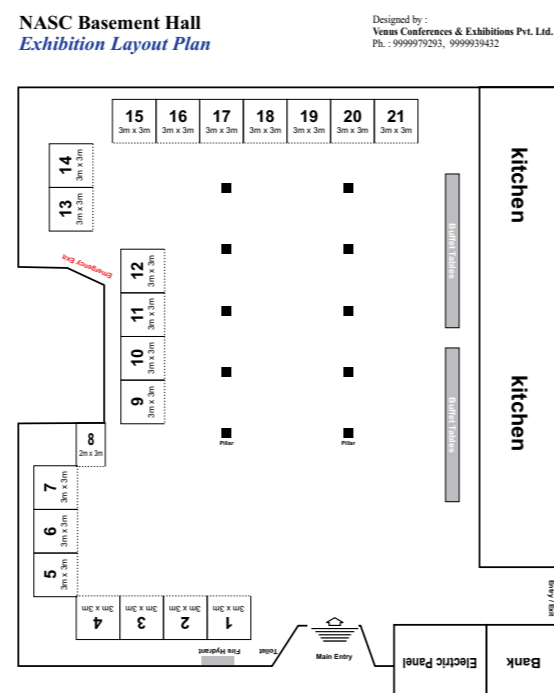 NASC Basement Hall
Exhibition Layout Plan
Designed by :
Venus Conferences & Exhibitions Pvt. Ltd.
Ph. : 9999979293, 9999939432
15
3m x 3m
16
3m x 3m
17
3m x 3m
18
3m x 3m
19
3m x 3m
20
3m x 3m
21
3m x 3m
14
3m x 3m
13
3m x 3m
Emergency Exit
12
3m x 3m
11
3m x 3m
10
3m x 3m
9
3m x 3m
8
2m x 3m
7
3m x 3m
6
3m x 3m
5
3m x 3m
4
3m x 3m
3
3m x 3m
2
3m x 3m
1
3m x 3m
Pillar
Pillar
Buffet Tables
Buffet Tables
kitchen
kitchen
Entry / Exit
Fire Hydrant
Toilet
Main Entry
Electric Panel
Bank